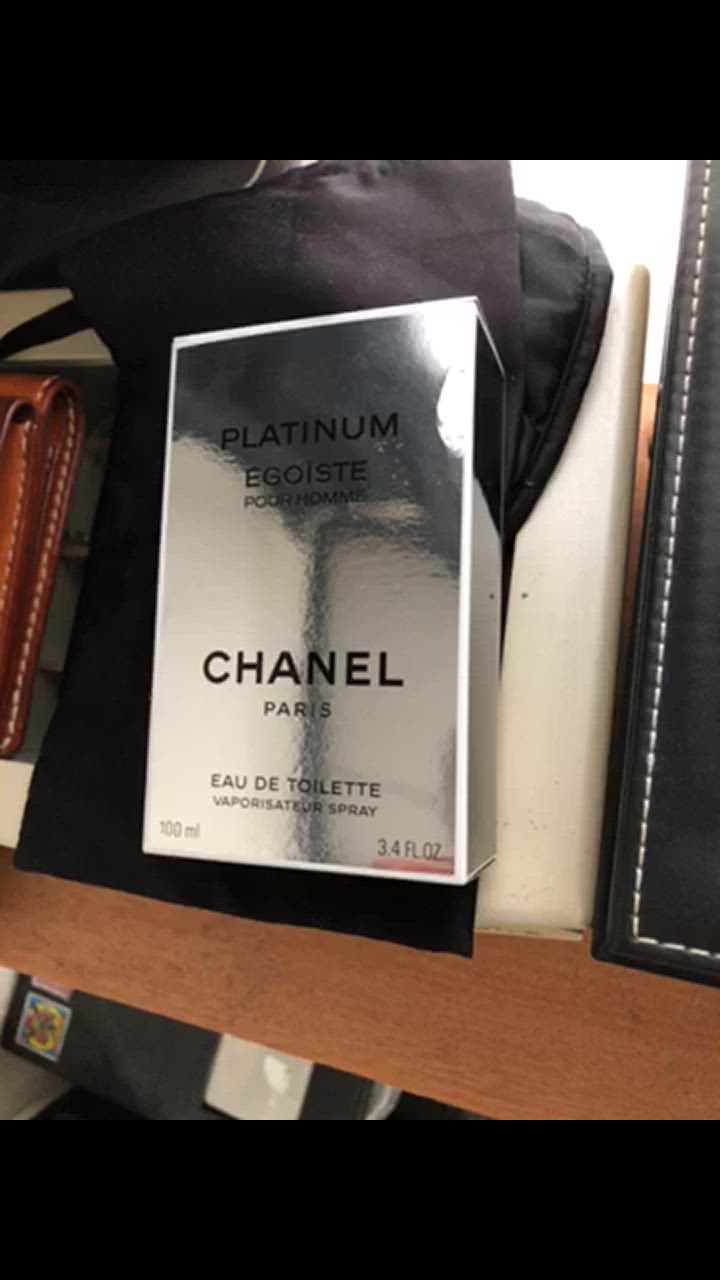 PLATINUM
ÉGOÏSTE
POUR HOMME
CHANEL
PARIS
EAU DE TOILETTE
VAPORISATEUR SPRAY
100 ml
3.4 FL.OZ.